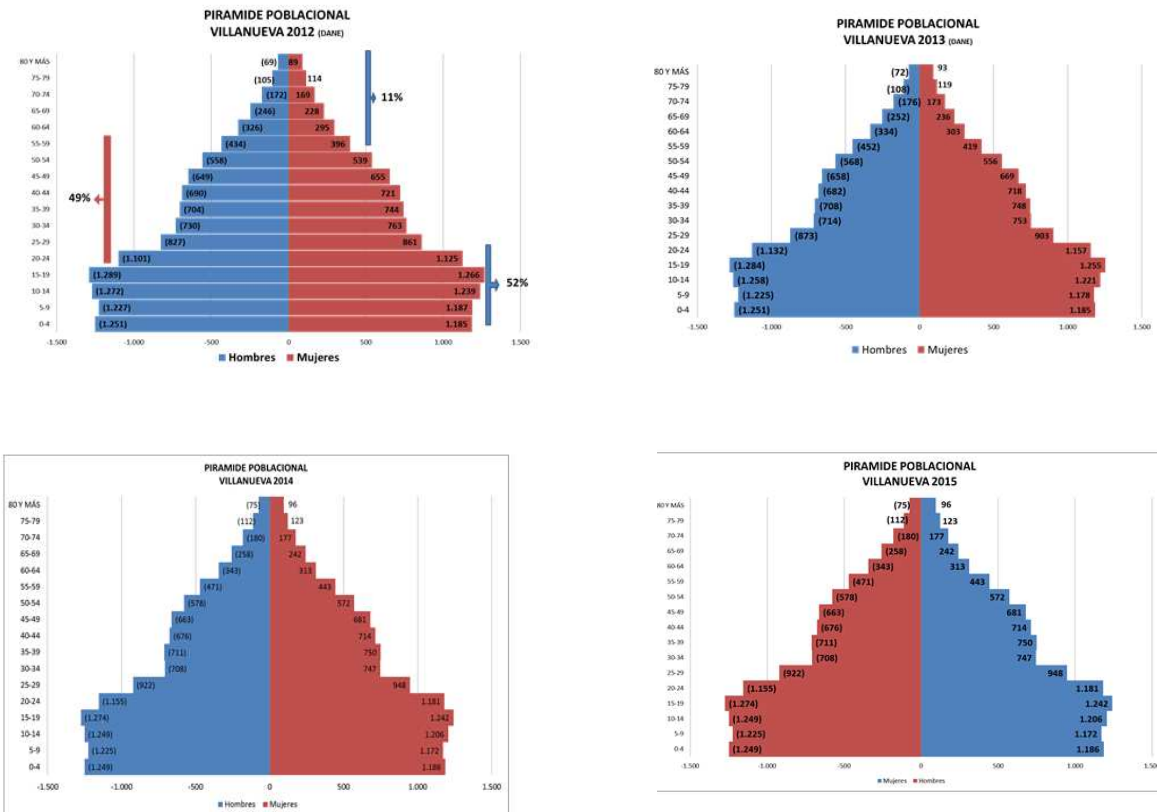 PIRAMIDE POBLACIONAL
VILLANUEVA 2012 (DANE)
80 Y MÁS (69) 89
75-79 (105) 114
70-74 (172) 169
65-69 (246) 228
60-64 (326) 295
55-59 (434) 396
50-54 (558) 539
45-49 (649) 655
40-44 (690) 721
35-39 (704) 744
30-34 (730) 763
25-29 (827) 861
20-24 (1.101) 1.125
15-19 (1.289) 1.266
10-14 (1.272) 1.239
5-9 (1.227) 1.187
0-4 (1.251) 1.185
11%
49%
52%
-1.500 -1.000 -500 0 500 1.000 1.500
Hombres Mujeres
PIRAMIDE POBLACIONAL
VILLANUEVA 2013 (DANE)
80 Y MÁS (72) 93
75-79 (108) 119
70-74 (176) 173
65-69 (252) 236
60-64 (334) 303
55-59 (452) 419
50-54 (568) 556
45-49 (658) 669
40-44 (682) 718
35-39 (708) 748
30-34 (714) 753
25-29 (873) 903
20-24 (1.132) 1.157
15-19 (1.284) 1.255
10-14 (1.258) 1.221
5-9 (1.225) 1.178
0-4 (1.251) 1.185
-1.500 -1.000 -500 0 500 1.000 1.500
Hombres Mujeres
PIRAMIDE POBLACIONAL
VILLANUEVA 2014
80 Y MÁS (75) 96
75-79 (112) 123
70-74 (180) 177
65-69 (258) 242
60-64 (343) 313
55-59 (471) 443
50-54 (578) 572
45-49 (663) 681
40-44 (676) 714
35-39 (711) 750
30-34 (708) 747
25-29 (922) 948
20-24 (1.155) 1.181
15-19 (1.274) 1.242
10-14 (1.249) 1.206
5-9 (1.225) 1.172
0-4 (1.249) 1.186
-1.500 -1.000 -500 0 500 1.000 1.500
Hombres Mujeres
PIRAMIDE POBLACIONAL
VILLANUEVA 2015
80 Y MÁS (75) 96
75-79 (112) 123
70-74 (180) 177
65-69 (258) 242
60-64 (343) 313
55-59 (471) 443
50-54 (578) 572
45-49 (663) 681
40-44 (676) 714
35-39 (711) 750
30-34 (708) 747
25-29 (922) 948
20-24 (1.155) 1.181
15-19 (1.274) 1.242
10-14 (1.249) 1.206
5-9 (1.225) 1.172
0-4 (1.249) 1.186
-1.500 -1.000 -500 0 500 1.000 1.500
Mujeres Hombres